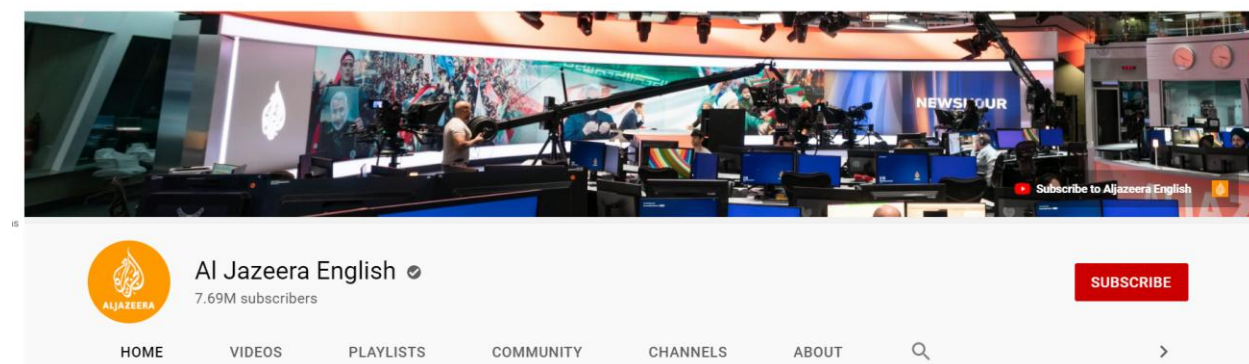 NEWSHOUR
Subscribe to Aljazeera English
Al Jazeera English
ALJAZEERA
7.69M subscribers
SUBSCRIBE
HOME VIDEOS PLAYLISTS COMMUNITY CHANNELS ABOUT